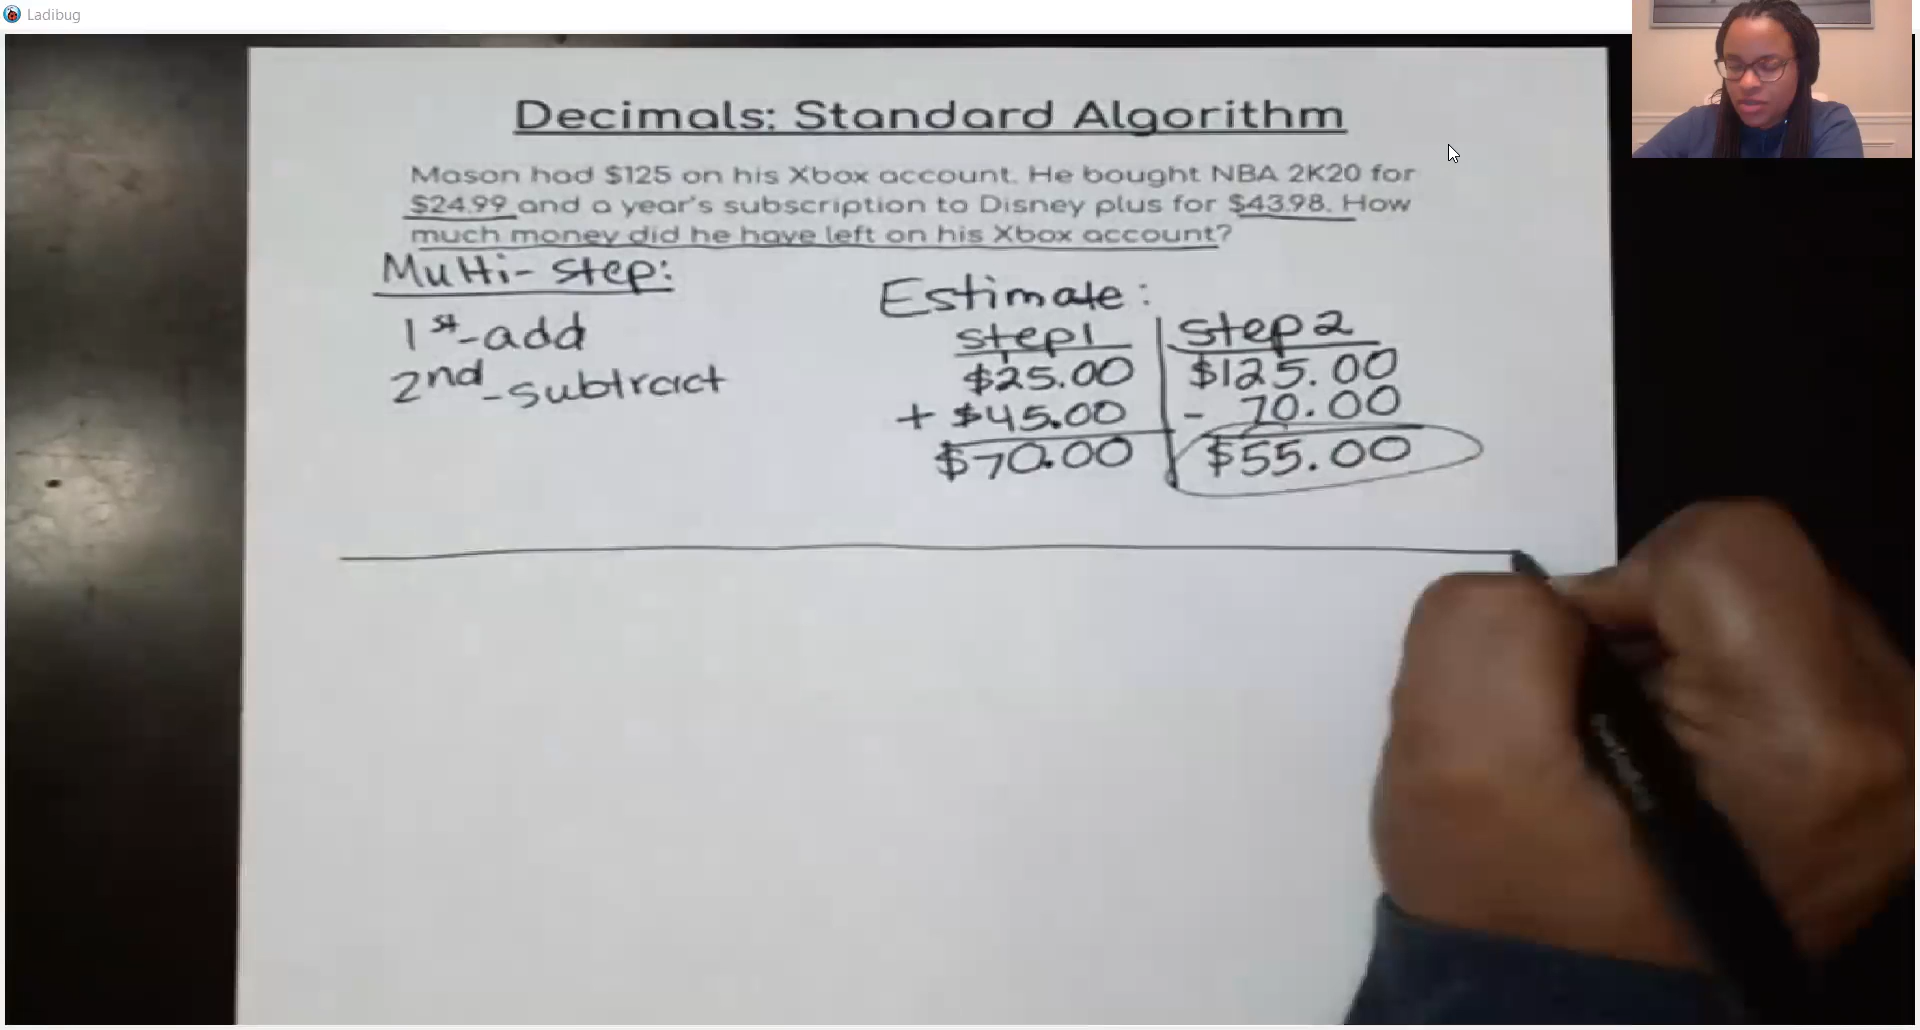 Ladibug
Decimals: Standard Algorithm
Mason had $125 on his Xbox account. He bought NBA 2K20 for
$24.99 and a year's subscription to Disney plus for $43.98. How
much money did he have left on his Xbox account?
Multi-step:
1st-add
2nd-subtract
Estimate:
step1
$25.00
+ $45.00
$70.00
step 2
$125.00
- 70.00
$55.00